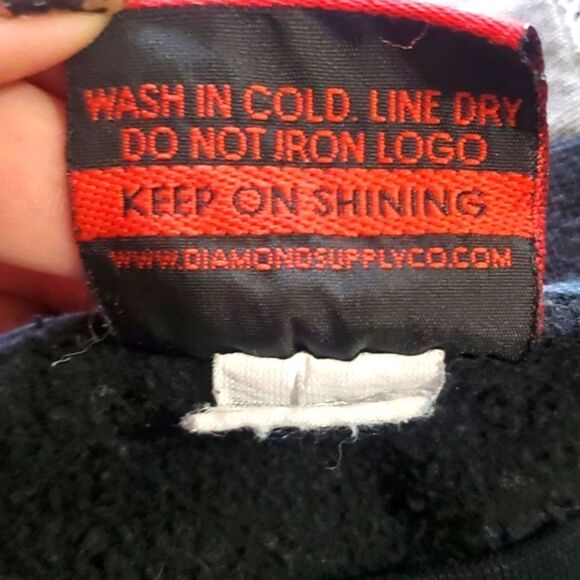 WASH IN COLD. LINE DRY
DO NOT IRON LOGO
KEEP ON SHINING
WWW.DIAMONDSUPPLYCO.COM